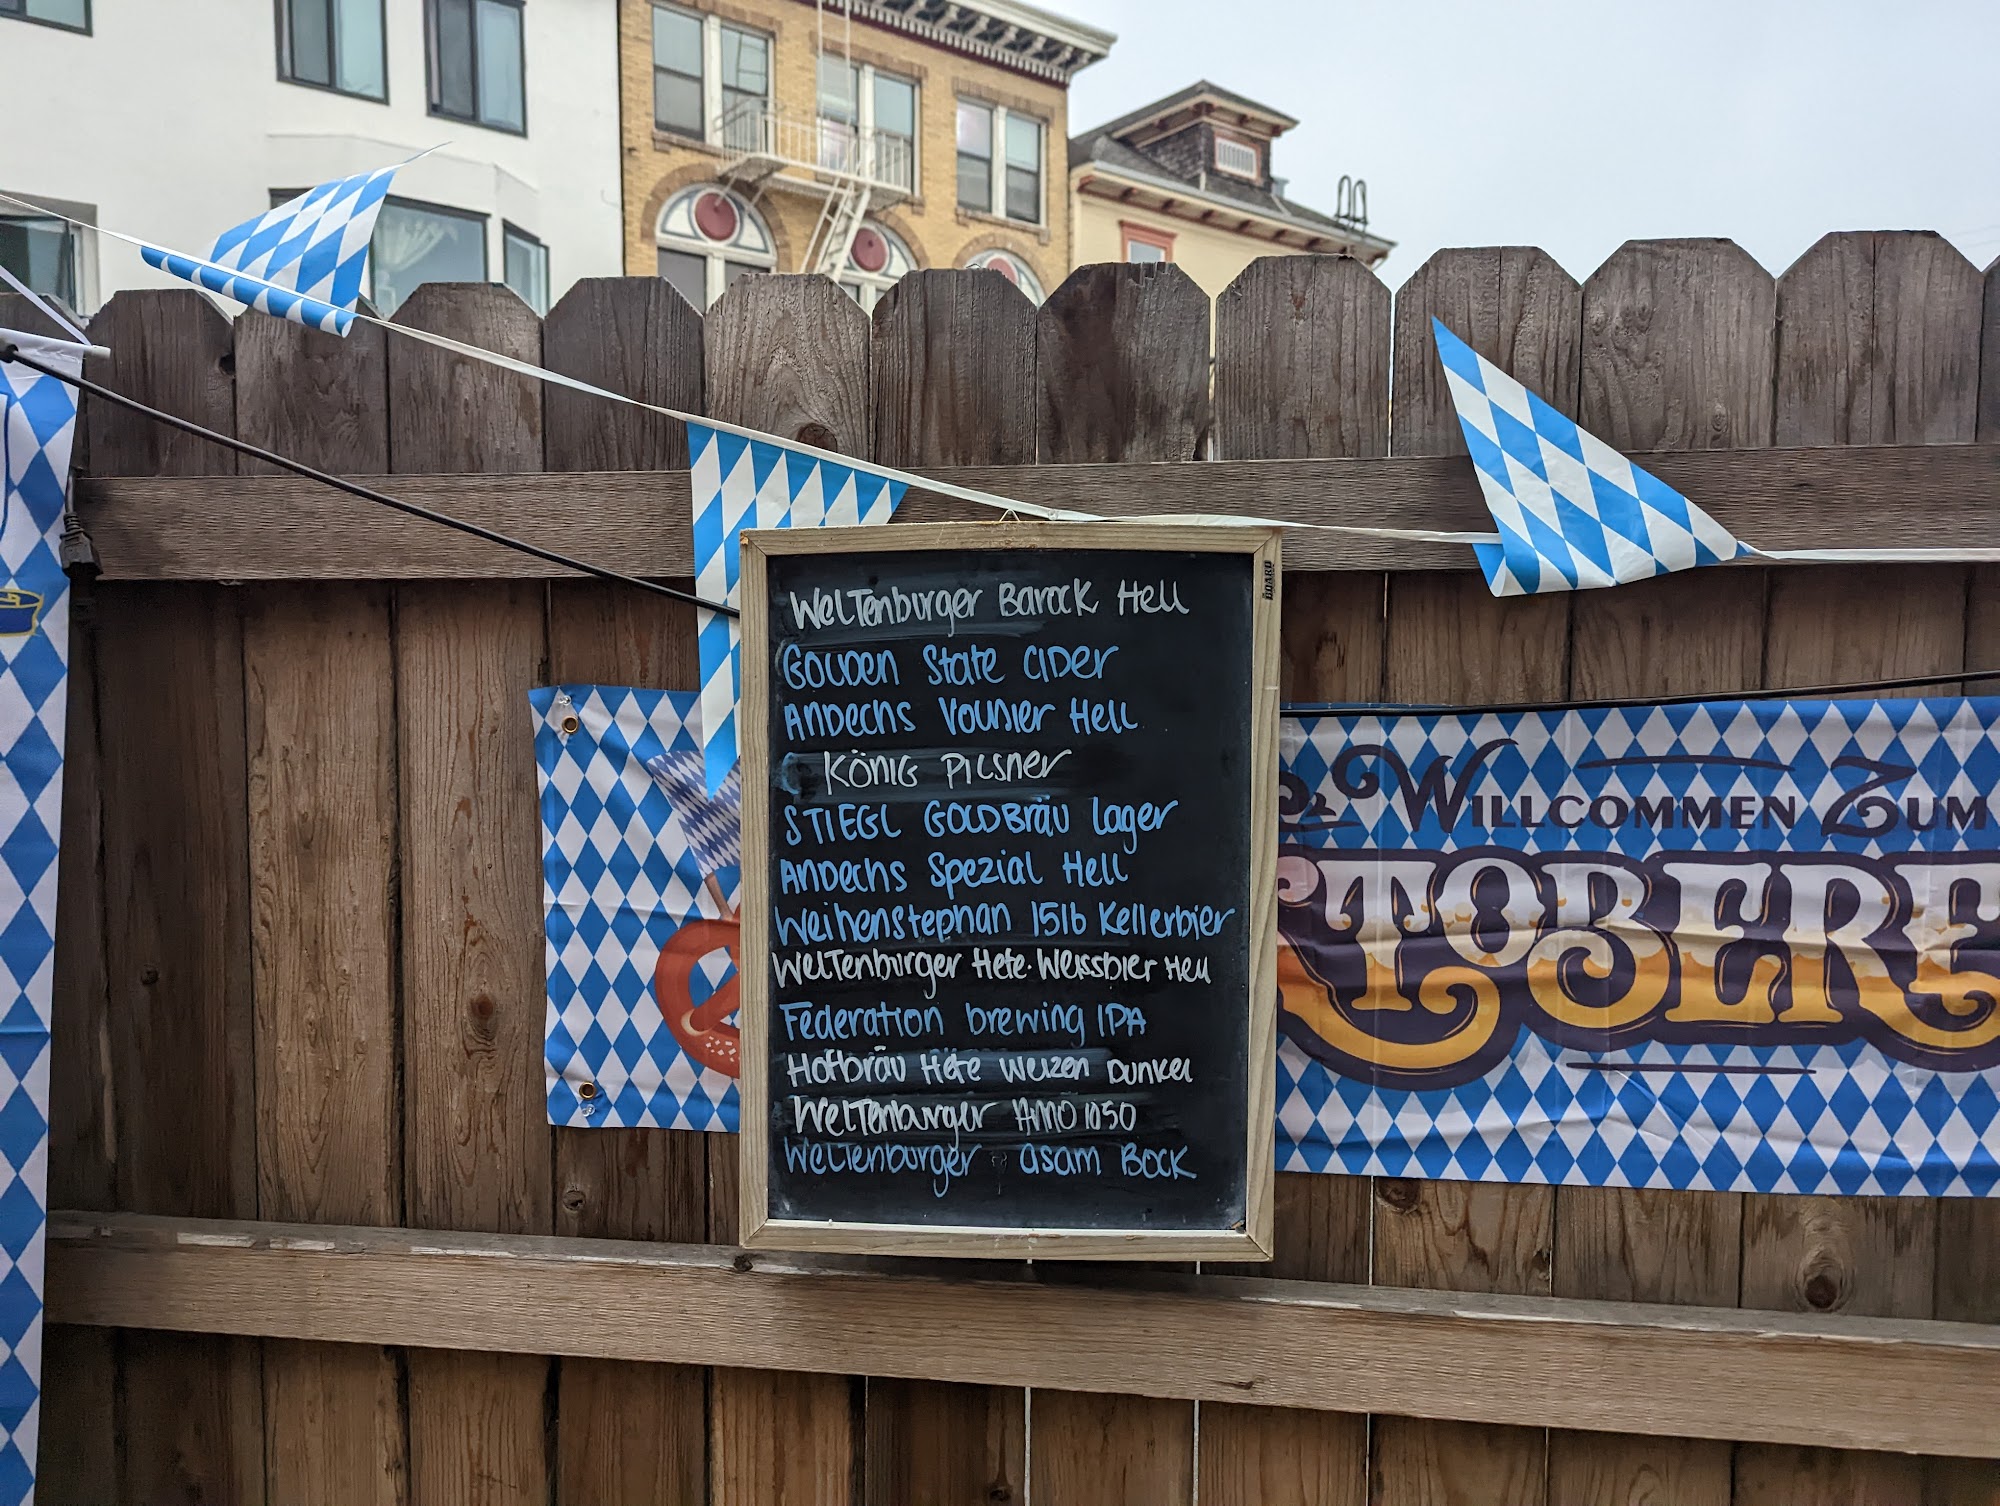 Weltenburger Barock Hell
Golden State Cider
Andechs Vollbier Hell
König Pilsner
Stiegl Goldbräu Lager
Andechs Spezial Hell
Weihenstephan 1516 Kellerbier
Weltenburger Hefe-Weissbier Hell
Federation brewing IPA
Hofbräu Hefe Weizen Dunkel
Weltenburger ANNO 1050
Weltenburger asam Bock
BOARD
WILLCOMMEN ZUM
KTOBERFE